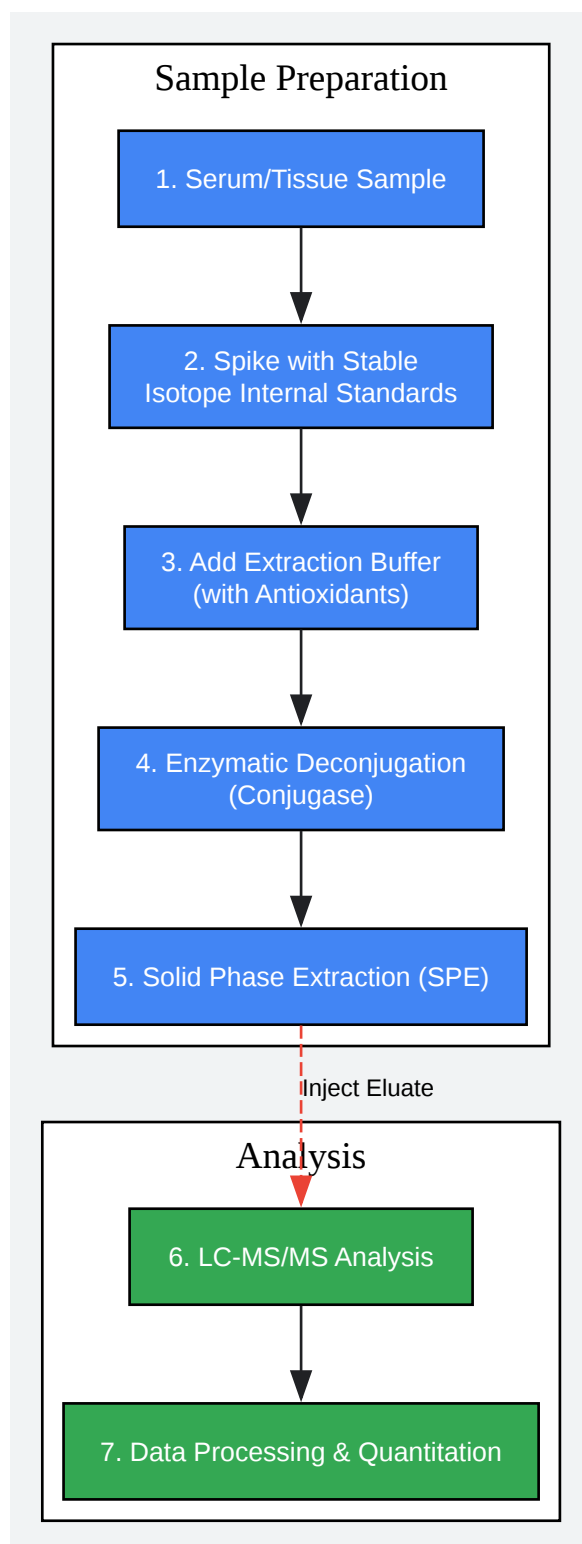 Sample Preparation
1. Serum/Tissue Sample
2. Spike with Stable
Isotope Internal Standards
3. Add Extraction Buffer
(with Antioxidants)
4. Enzymatic Deconjugation
(Conjugase)
5. Solid Phase Extraction (SPE)
Inject Eluate
Analysis
6. LC-MS/MS Analysis
7. Data Processing & Quantitation